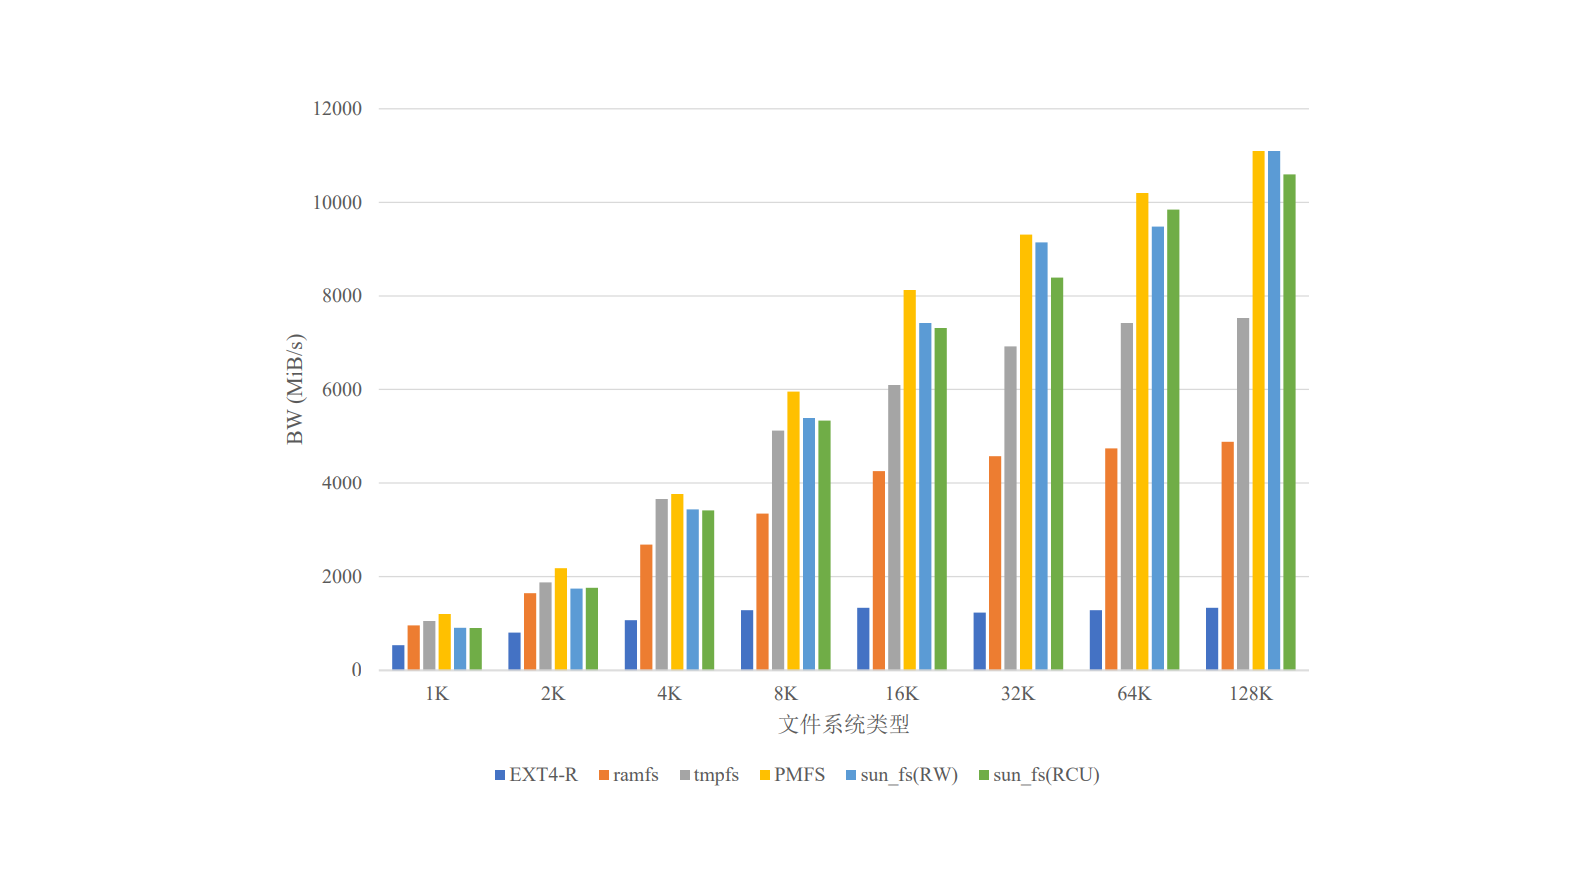 12000
10000
8000
6000
4000
2000
0
BW (MiB/s)
1K 2K 4K 8K 16K 32K 64K 128K
文件系统类型
EXT4-R ramfs tmpfs PMFS sun_fs(RW) sun_fs(RCU)